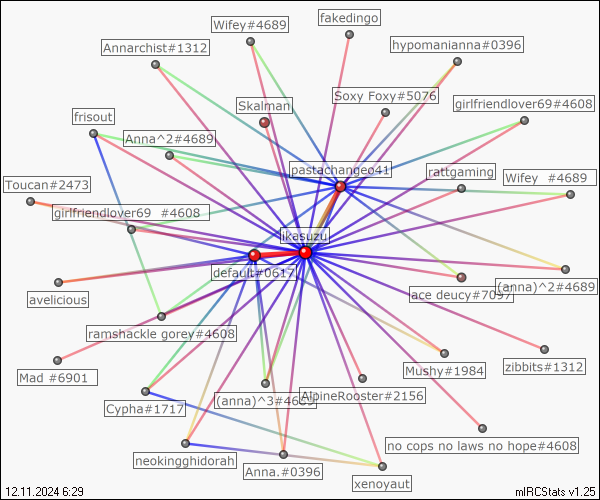 fakedingo
Wifey#4689
Annarchist#1312
hypomanianna#0396
Soxy Foxy#5076
Skalman
girlfriendlover69#4608
frisout
Anna^2#4689
pastachangeo41
rattgaming
Toucan#2473
Wifey #4689
girlfriendlover69 #4608
ikasuzu
default#0617
ace deucy#7097
(anna)^2#4689
avelicious
ramshackle gorey#4608
Mad #6901
Mushy#1984
zibbits#1312
Cypha#1717
(anna)^3#4689
AlpineRooster#2156
no cops no laws no hope#4608
neokingghidorah
Anna.#0396
xenoyaut
12.11.2024 6:29
mIRCStats v1.25